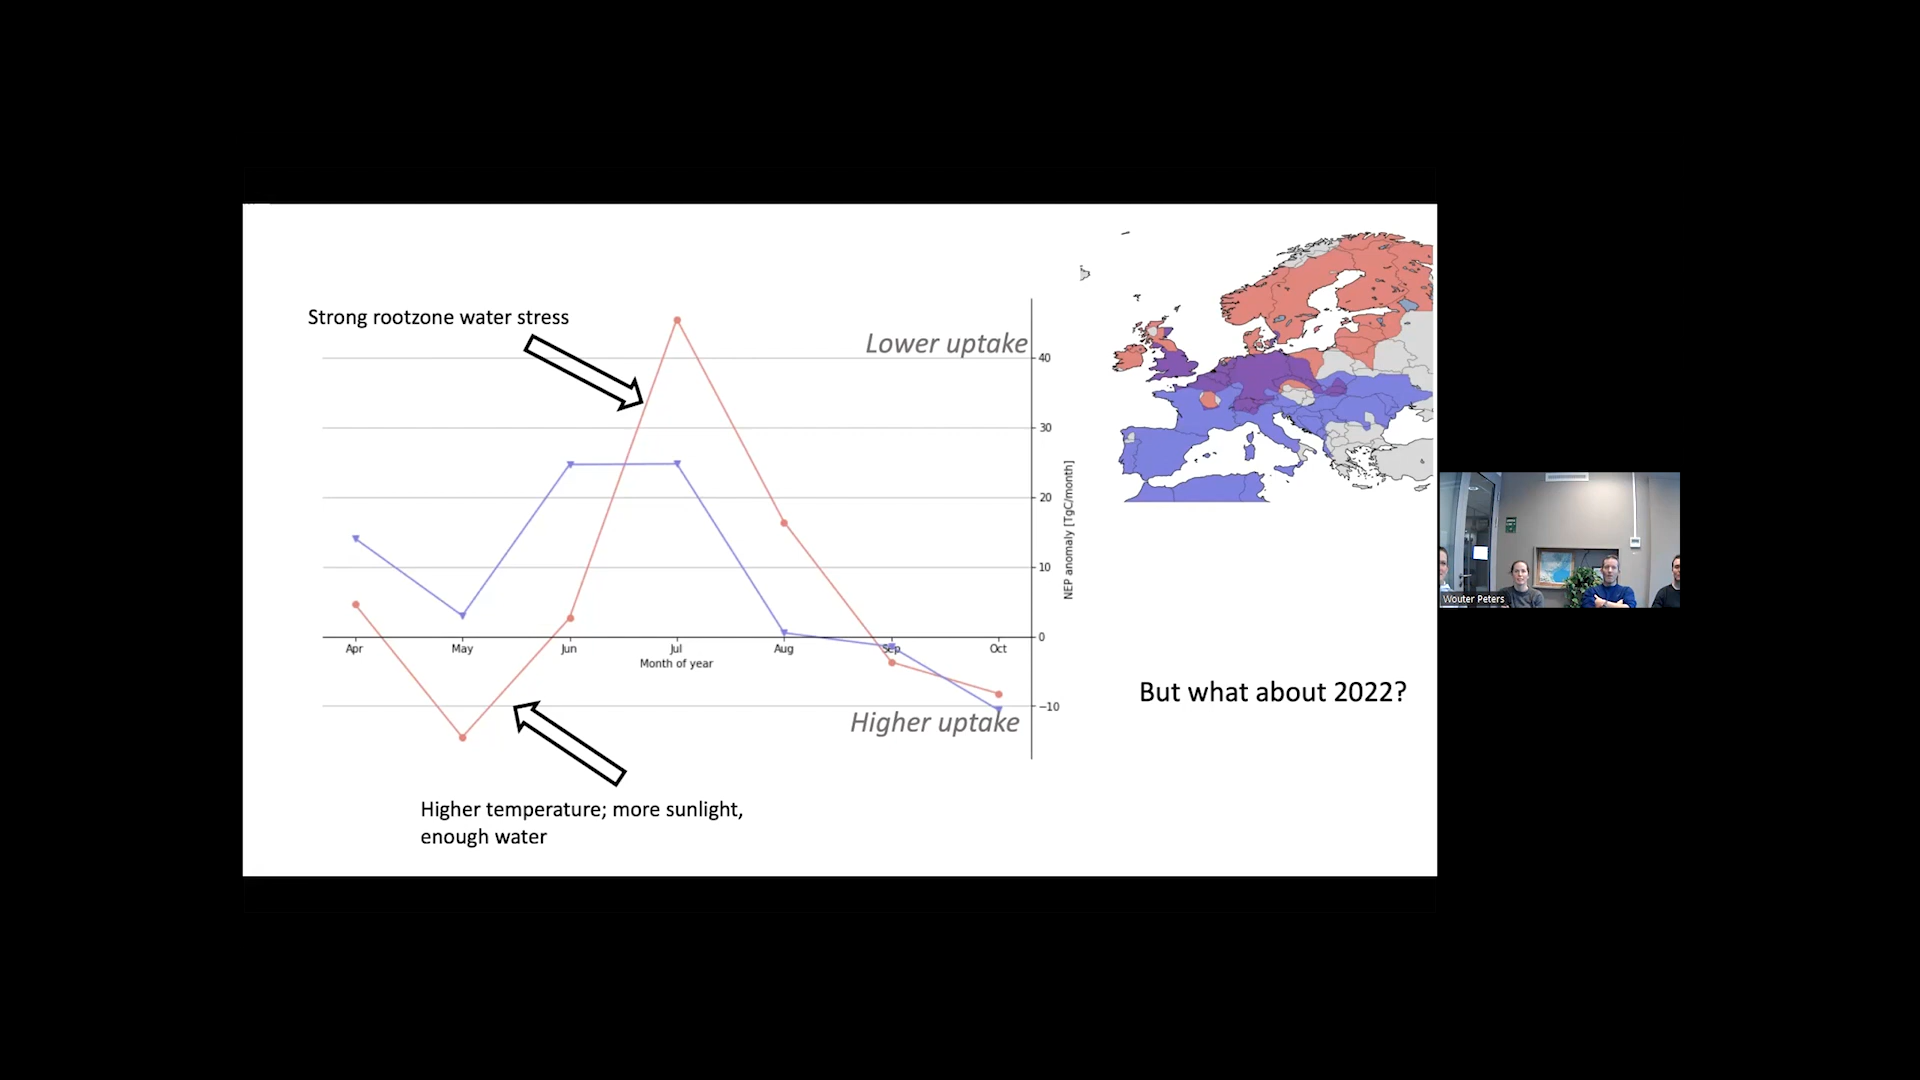 Strong rootzone water stress
Lower uptake
40
30
20
10
0
−10
NEP anomaly [TgC/month]
Apr
May
Jun
Jul
Aug
Sep
Oct
Month of year
Higher uptake
Higher temperature; more sunlight,
enough water
But what about 2022?
Wouter Peters